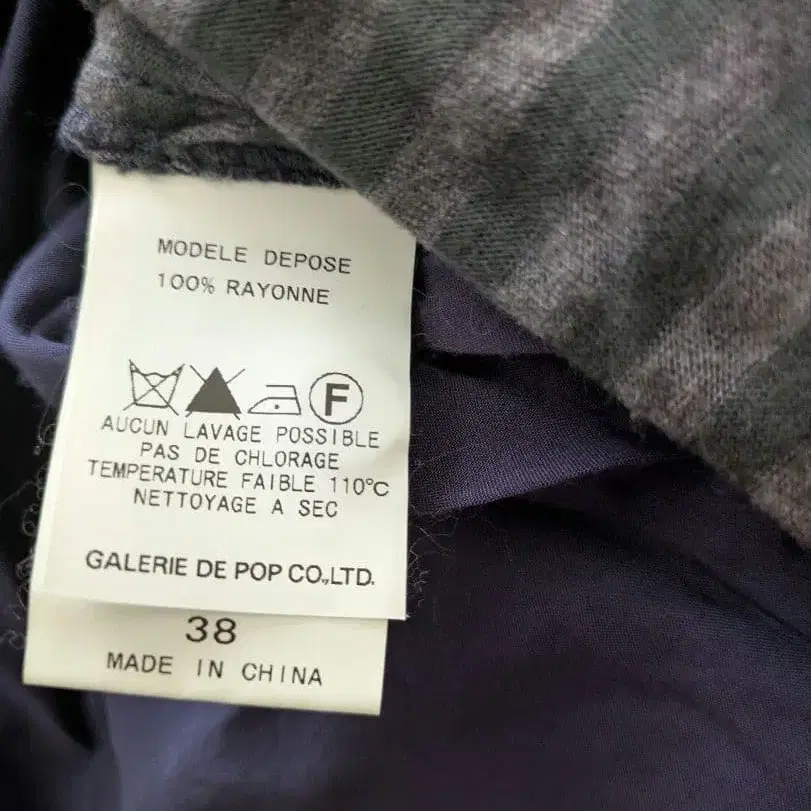 MODELE DEPOSE
100% RAYONNE
F
AUCUN LAVAGE POSSIBLE
PAS DE CHLORAGE
TEMPERATURE FAIBLE 110°C
NETTOYAGE A SEC
GALERIE DE POP CO.,LTD.
38
MADE IN CHINA